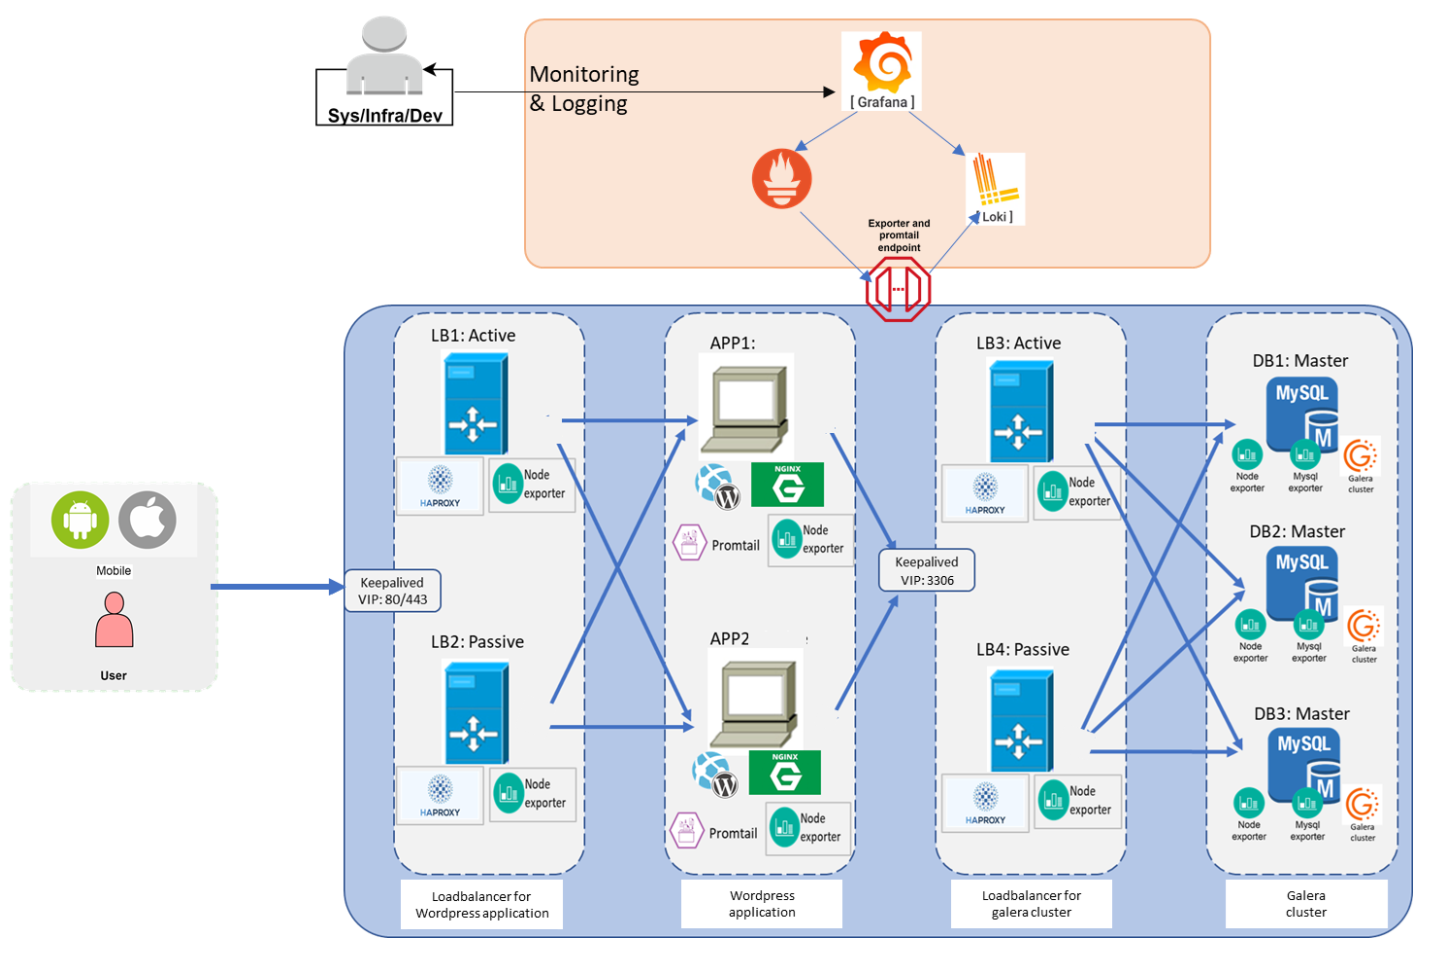 Sys/Infra/Dev
Monitoring
& Logging
[ Grafana ]
[ Loki ]
Exporter and
promtail
endpoint
Mobile
User
Keepalived
VIP: 80/443
LB1: Active
HAPROXY
Node
exporter
LB2: Passive
HAPROXY
Node
exporter
Loadbalancer for
Wordpress application
APP1:
NGINX
G
W
Promtail
Node
exporter
APP2
NGINX
G
W
Promtail
Node
exporter
Wordpress
application
Keepalived
VIP: 3306
LB3: Active
HAPROXY
Node
exporter
LB4: Passive
HAPROXY
Node
exporter
Loadbalancer for
galera cluster
DB1: Master
MySQL
M
Node
exporter
Mysql
exporter
Galera
cluster
DB2: Master
MySQL
M
Node
exporter
Mysql
exporter
Galera
cluster
DB3: Master
MySQL
M
Node
exporter
Mysql
exporter
Galera
cluster
Galera
cluster